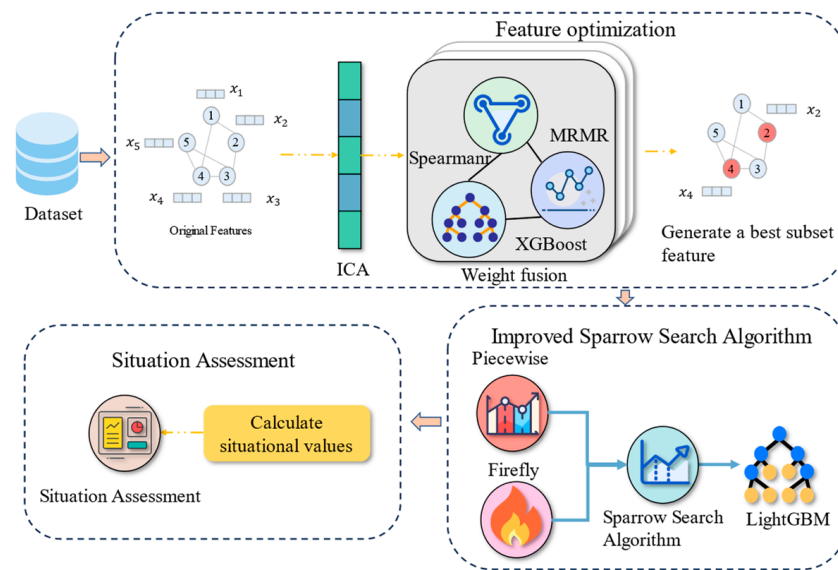 Feature optimization
x1
x2
x5
x4
x3
1
5
2
4
3
Original Features
Dataset
ICA
Spearmanr
MRMR
XGBoost
Weight fusion
1
x2
5
2
4
3
x4
Generate a best subset
feature
Situation Assessment
Calculate
situational values
Situation Assessment
Improved Sparrow Search Algorithm
Piecewise
Firefly
Sparrow Search
Algorithm
LightGBM